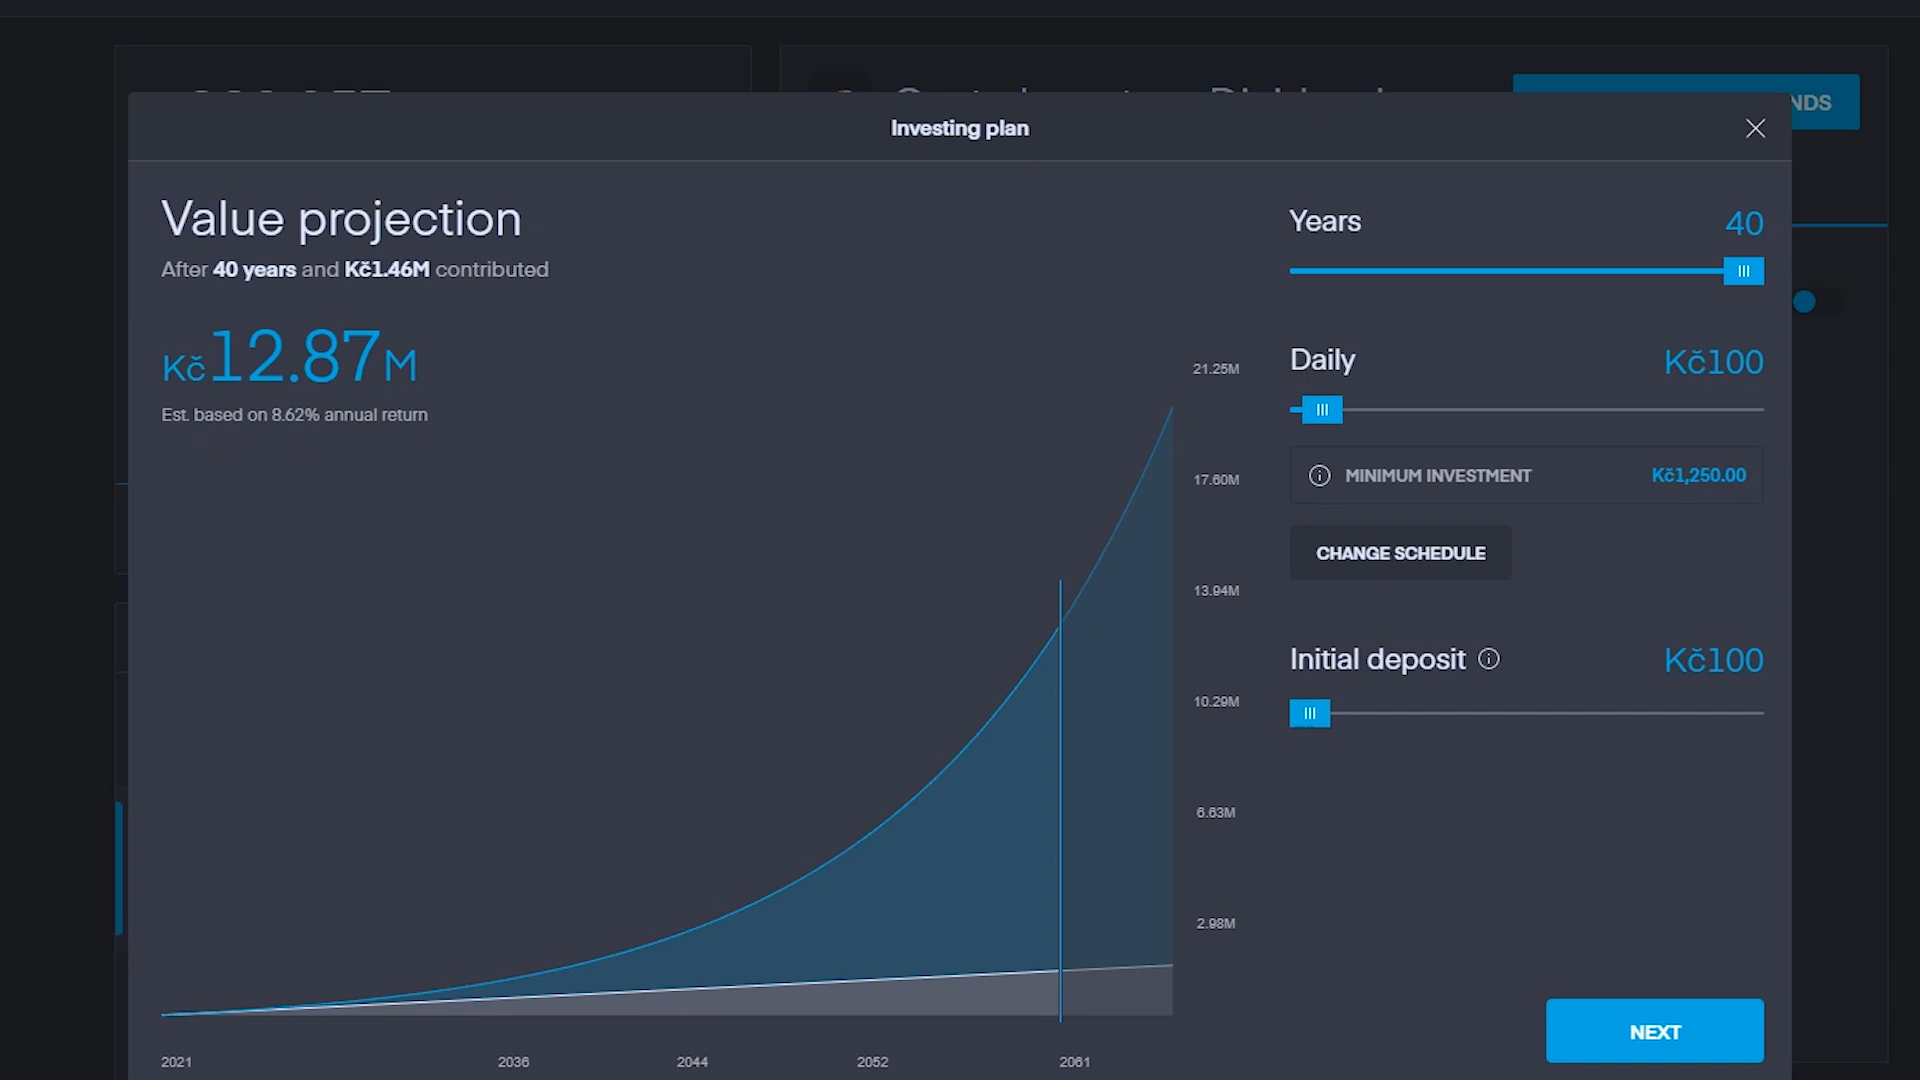 NDS
Investing plan
Value projection
After 40 years and Kč1.46M contributed
Kč12.87M
Est. based on 8.62% annual return
21.25M
17.60M
13.94M
10.29M
6.63M
2.98M
2021
2036
2044
2052
2061
Years
40
Daily
Kč100
MINIMUM INVESTMENT
Kč1,250.00
CHANGE SCHEDULE
Initial deposit
Kč100
NEXT